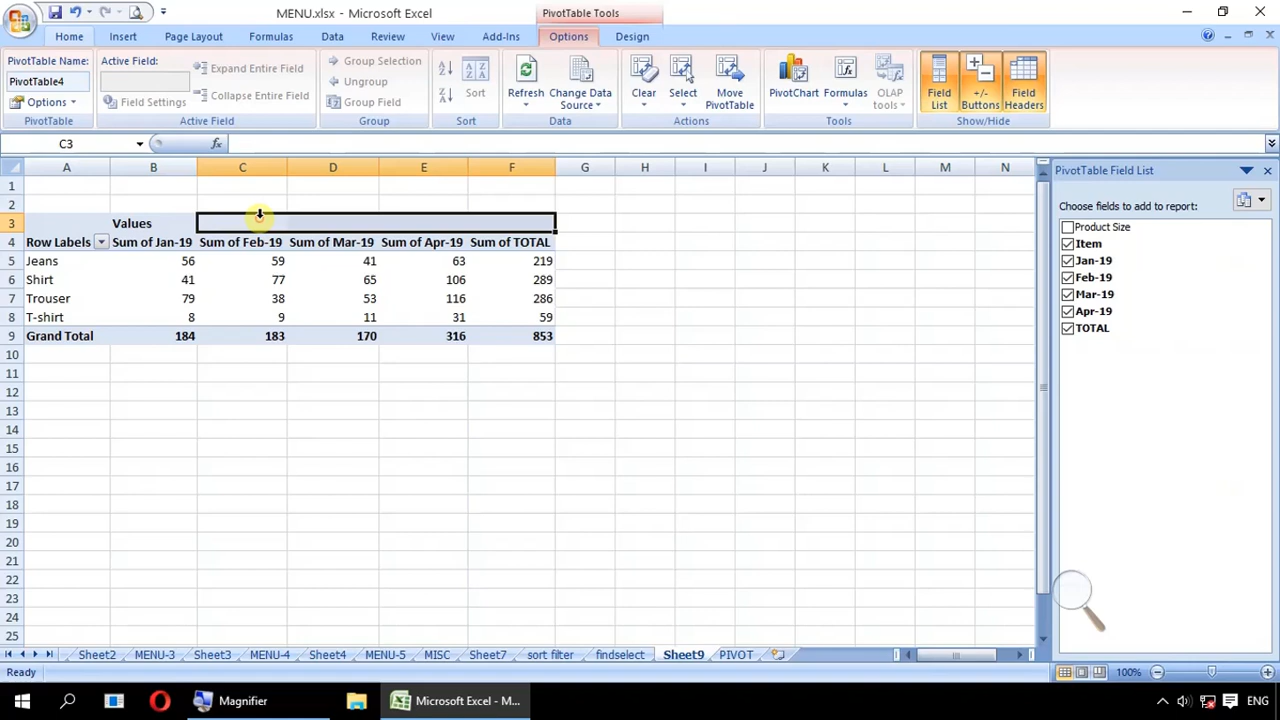 MENU.xlsx - Microsoft Excel
PivotTable Tools
Home Insert Page Layout Formulas Data Review View Add-Ins Options Design
PivotTable Name:
PivotTable4
Options
PivotTable
Active Field:
Field Settings
Expand Entire Field
Collapse Entire Field
Active Field
Group Selection
Ungroup
Group Field
Group
Sort
Sort
Refresh
Change Data Source
Data
Clear
Select
Move PivotTable
Actions
PivotChart
Formulas
OLAP tools
Tools
Field List
+/- Buttons
Field Headers
Show/Hide
C3
fx
A B C D E F G H I J K L M N
1
2
3 Values
4 Row Labels Sum of Jan-19 Sum of Feb-19 Sum of Mar-19 Sum of Apr-19 Sum of TOTAL
5 Jeans 56 59 41 63 219
6 Shirt 41 77 65 106 289
7 Trouser 79 38 53 116 286
8 T-shirt 8 9 11 31 59
9 Grand Total 184 183 170 316 853
10
11
12
13
14
15
16
17
18
19
20
21
22
23
24
25
PivotTable Field List
Choose fields to add to report:
Product Size
Item
Jan-19
Feb-19
Mar-19
Apr-19
TOTAL
Sheet2 MENU-3 Sheet3 MENU-4 Sheet4 MENU-5 MISC Sheet7 sort filter findselect Sheet9 PIVOT
Ready
100%
Magnifier
Microsoft Excel - M...
ENG